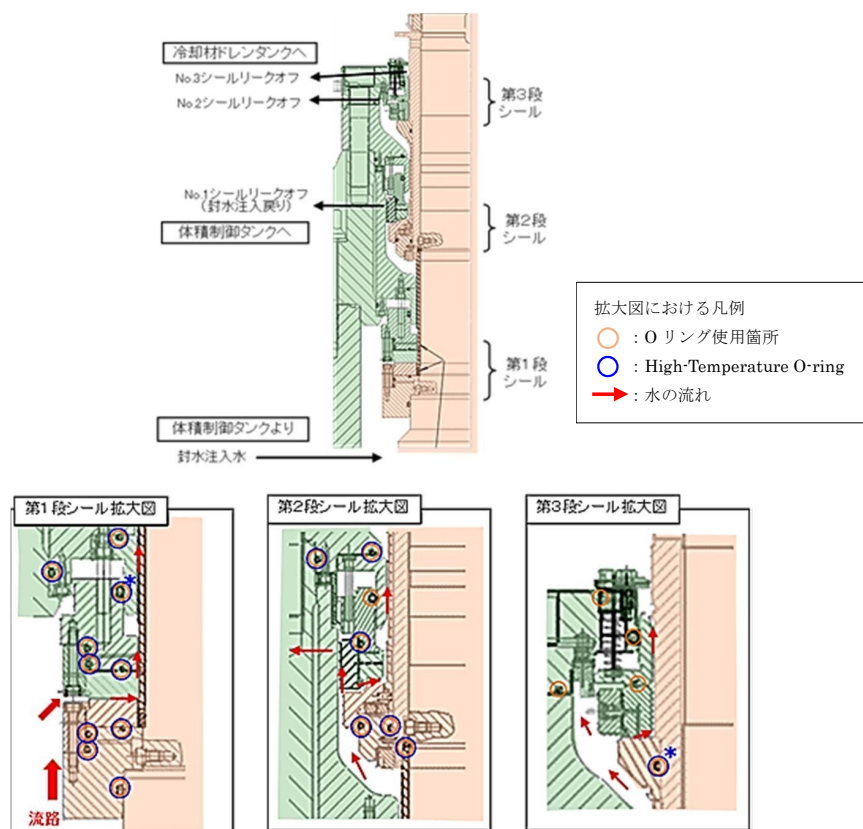 冷却材ドレンタンクへ
No.3シールリークオフ
No.2シールリークオフ
第3段
シール
No.1シールリークオフ
(封水注入戻り)
体積制御タンクへ
第2段
シール
第1段
シール
体積制御タンクより
封水注入水
拡大図における凡例
：O リング使用箇所
：High-Temperature O-ring
：水の流れ
第1段シール拡大図
*
流路
第2段シール拡大図
第3段シール拡大図
*